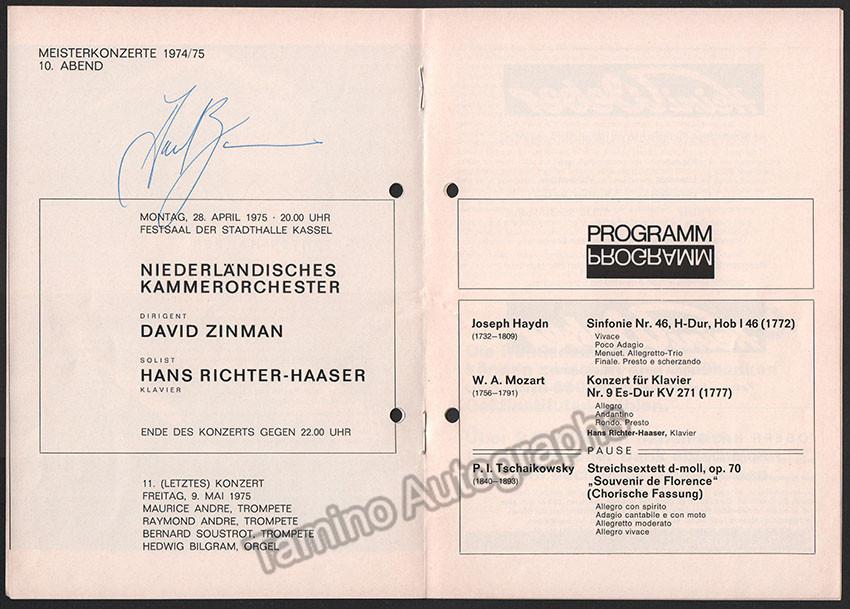 MEISTERKONZERTE 1974/75
10. ABEND
MONTAG, 28. APRIL 1975 · 20.00 UHR
FESTSAAL DER STADTHALLE KASSEL
NIEDERLÄNDISCHES
KAMMERORCHESTER
DIRIGENT
DAVID ZINMAN
SOLIST
HANS RICHTER-HAASER
KLAVIER
ENDE DES KONZERTS GEGEN 22.00 UHR
11. (LETZTES) KONZERT
FREITAG, 9. MAI 1975
MAURICE ANDRE, TROMPETE
RAYMOND ANDRE, TROMPETE
BERNARD SOUSTROT, TROMPETE
HEDWIG BILGRAM, ORGEL
PROGRAMM
PROGRAMM
Joseph Haydn
(1732—1809)
Sinfonie Nr. 46, H-Dur, Hob I 46 (1772)
Vivace
Poco Adagio
Menuet. Allegretto-Trio
Finale. Presto e scherzando
W. A. Mozart
(1756—1791)
Konzert für Klavier
Nr. 9 Es-Dur KV 271 (1777)
Allegro
Andantino
Rondo. Presto
Hans Richter-Haaser, Klavier
PAUSE
P. I. Tschaikowsky
(1840—1893)
Streichsextett d-moll, op. 70
„Souvenir de Florence“
(Chorische Fassung)
Allegro con spirito
Adagio cantabile e con moto
Allegretto moderato
Allegro vivace
Tamino Autographs